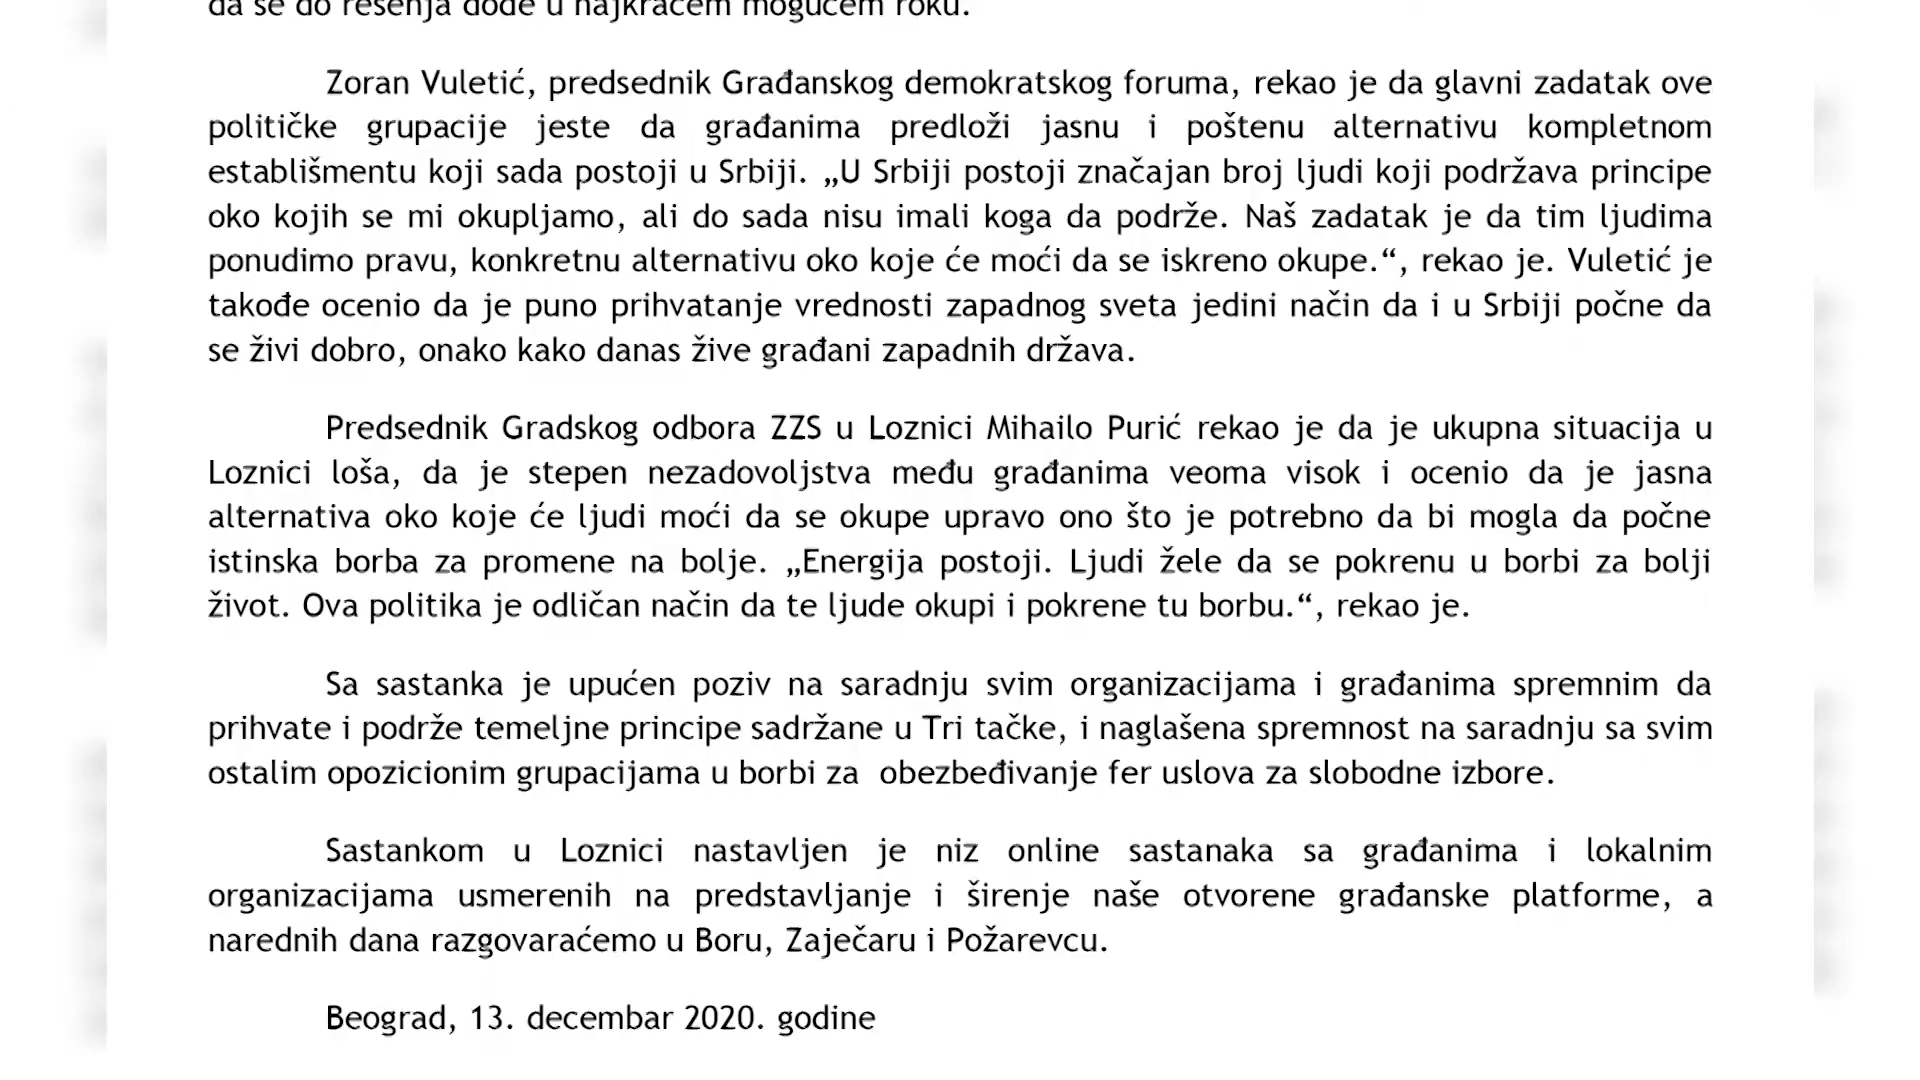 da se do rešenja dođe u najkraćem mogućem roku.
Zoran Vuletić, predsednik Građanskog demokratskog foruma, rekao je da glavni zadatak ove
političke grupacije jeste da građanima predloži jasnu i poštenu alternativu kompletnom
establišmentu koji sada postoji u Srbiji. „U Srbiji postoji značajan broj ljudi koji podržava principe
oko kojih se mi okupljamo, ali do sada nisu imali koga da podrže. Naš zadatak je da tim ljudima
ponudimo pravu, konkretnu alternativu oko koje će moći da se iskreno okupe.“, rekao je. Vuletić je
takođe ocenio da je puno prihvatanje vrednosti zapadnog sveta jedini način da i u Srbiji počne da
se živi dobro, onako kako danas žive građani zapadnih država.
Predsednik Gradskog odbora ZZS u Loznici Mihailo Purić rekao je da je ukupna situacija u
Loznici loša, da je stepen nezadovoljstva među građanima veoma visok i ocenio da je jasna
alternativa oko koje će ljudi moći da se okupe upravo ono što je potrebno da bi mogla da počne
istinska borba za promene na bolje. „Energija postoji. Ljudi žele da se pokrenu u borbi za bolji
život. Ova politika je odličan način da te ljude okupi i pokrene tu borbu.“, rekao je.
Sa sastanka je upućen poziv na saradnju svim organizacijama i građanima spremnim da
prihvate i podrže temeljne principe sadržane u Tri tačke, i naglašena spremnost na saradnju sa svim
ostalim opozicionim grupacijama u borbi za  obezbeđivanje fer uslova za slobodne izbore.
Sastankom u Loznici nastavljen je niz online sastanaka sa građanima i lokalnim
organizacijama usmerenih na predstavljanje i širenje naše otvorene građanske platforme, a
narednih dana razgovaraćemo u Boru, Zaječaru i Požarevcu.
Beograd, 13. decembar 2020. godine